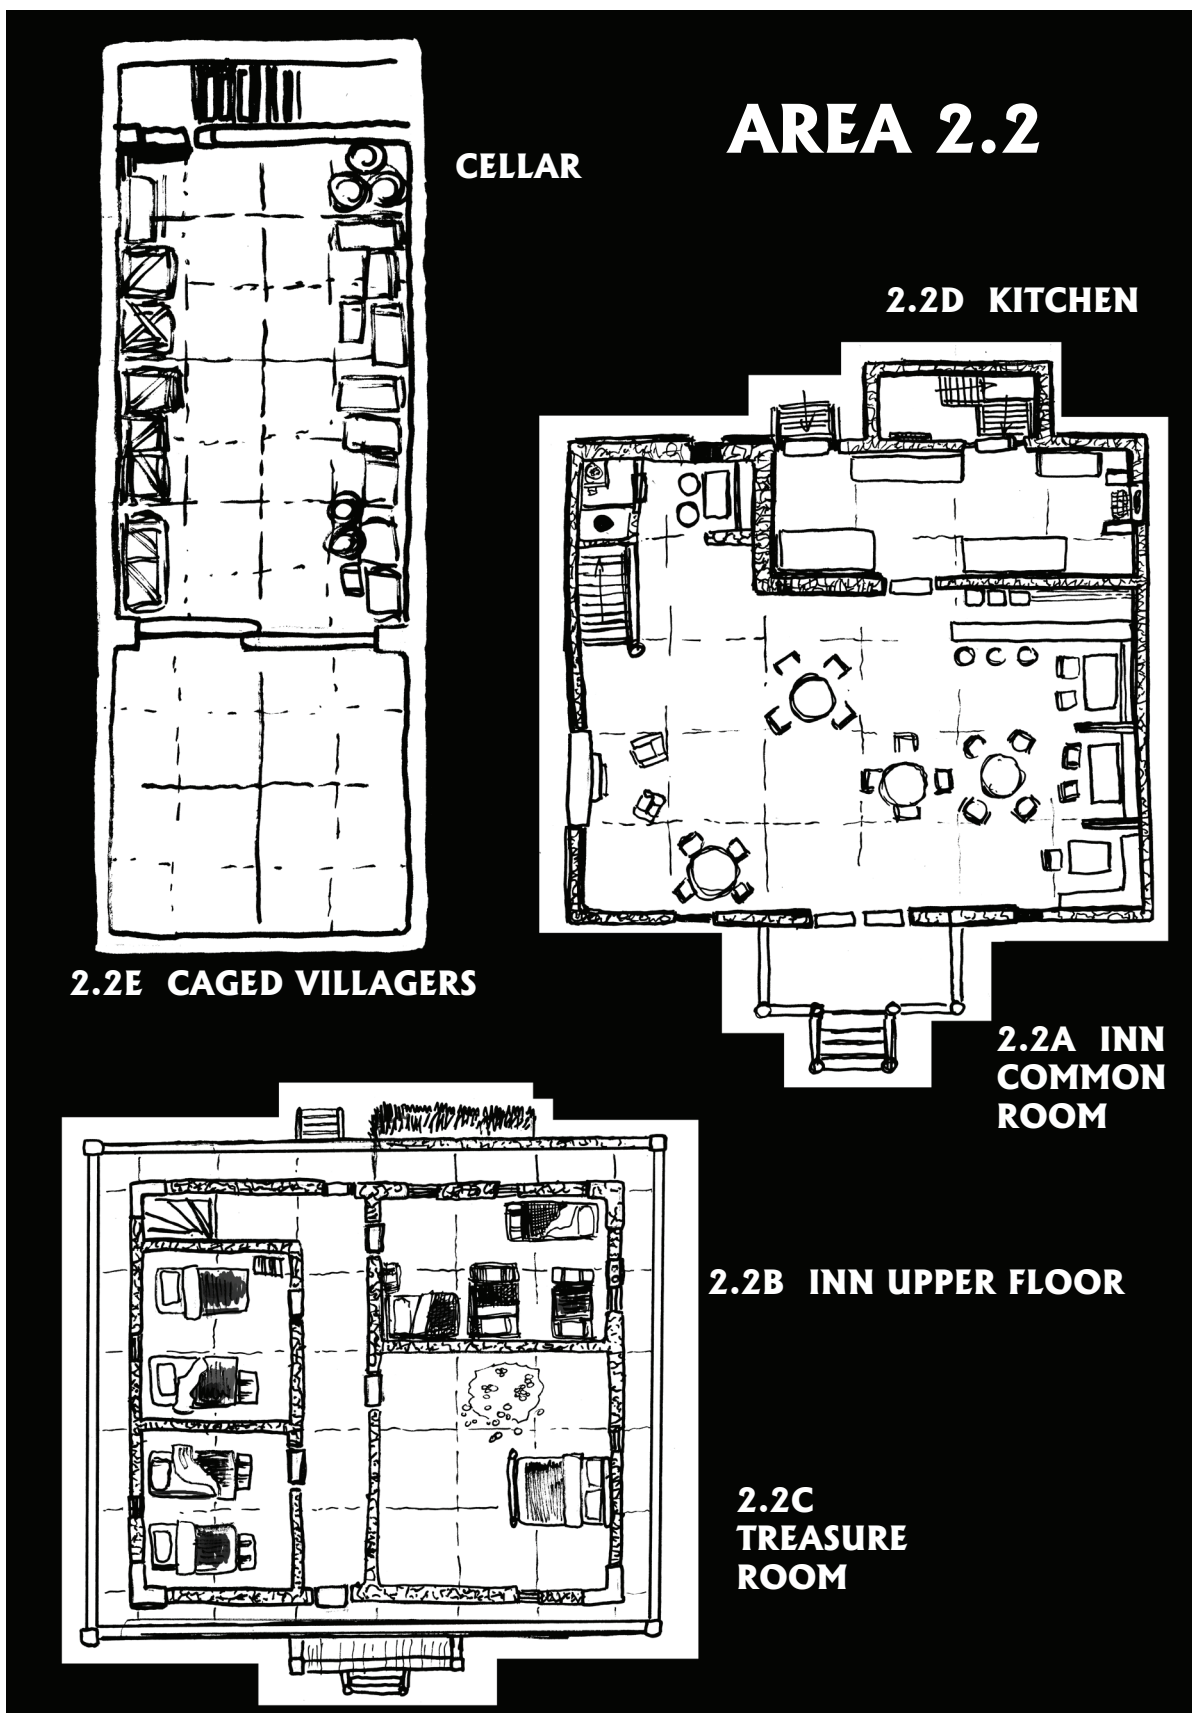 AREA 2.2
CELLAR
2.2D KITCHEN
2.2E CAGED VILLAGERS
2.2A INN
COMMON
ROOM
2.2B INN UPPER FLOOR
2.2C
TREASURE
ROOM